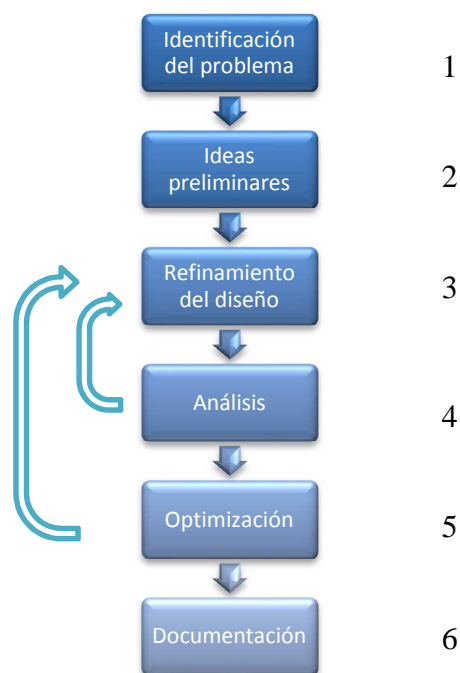 Identificación
del problema
1
Ideas
preliminares
2
Refinamiento
del diseño
3
Análisis
4
Optimización
5
Documentación
6